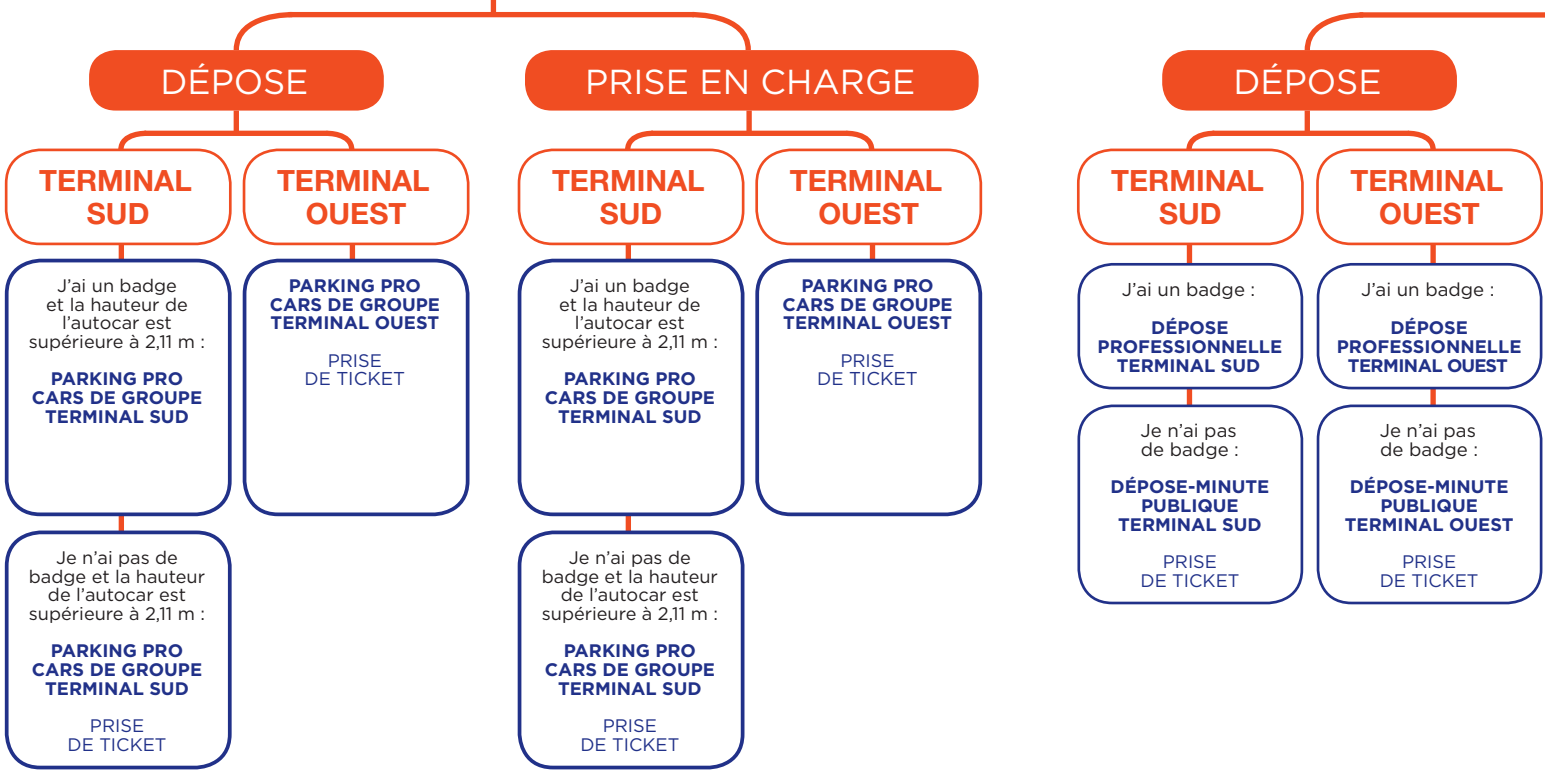 DÉPOSE
TERMINAL
SUD
J'ai un badge
et la hauteur de
l'autocar est
supérieure à 2,11 m :
PARKING PRO
CARS DE GROUPE
TERMINAL SUD
Je n'ai pas de
badge et la hauteur
de l'autocar est
supérieure à 2,11 m :
PARKING PRO
CARS DE GROUPE
TERMINAL SUD
PRISE
DE TICKET
TERMINAL
OUEST
PARKING PRO
CARS DE GROUPE
TERMINAL OUEST
PRISE
DE TICKET
PRISE EN CHARGE
TERMINAL
SUD
J'ai un badge
et la hauteur de
l'autocar est
supérieure à 2,11 m :
PARKING PRO
CARS DE GROUPE
TERMINAL SUD
Je n'ai pas de
badge et la hauteur
de l'autocar est
supérieure à 2,11 m :
PARKING PRO
CARS DE GROUPE
TERMINAL SUD
PRISE
DE TICKET
TERMINAL
OUEST
PARKING PRO
CARS DE GROUPE
TERMINAL OUEST
PRISE
DE TICKET
DÉPOSE
TERMINAL
SUD
J'ai un badge :
DÉPOSE
PROFESSIONNELLE
TERMINAL SUD
Je n'ai pas
de badge :
DÉPOSE-MINUTE
PUBLIQUE
TERMINAL SUD
PRISE
DE TICKET
TERMINAL
OUEST
J'ai un badge :
DÉPOSE
PROFESSIONNELLE
TERMINAL OUEST
Je n'ai pas
de badge :
DÉPOSE-MINUTE
PUBLIQUE
TERMINAL OUEST
PRISE
DE TICKET